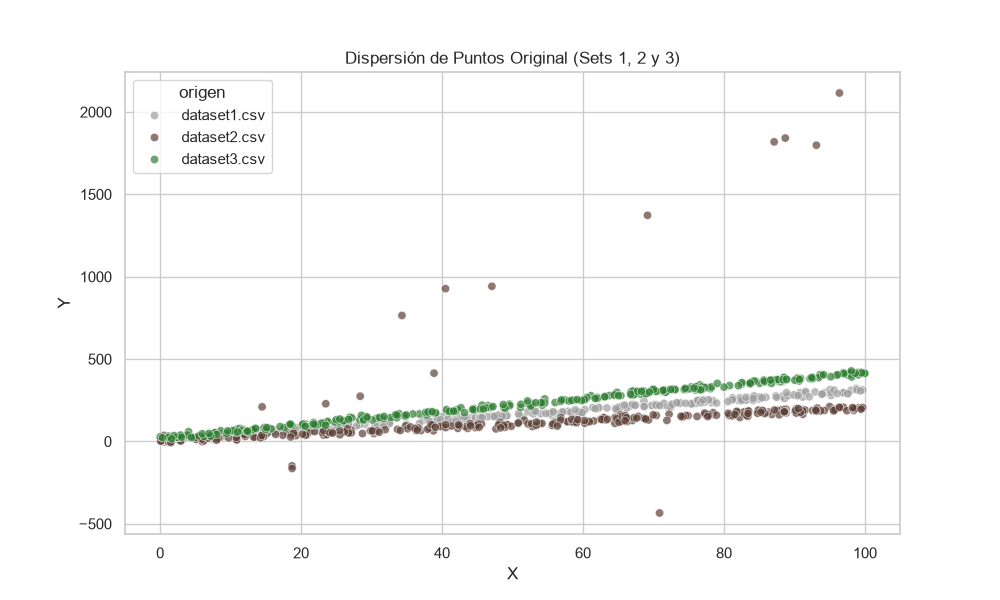 Dispersión de Puntos Original (Sets 1, 2 y 3)
origen
dataset1.csv
dataset2.csv
dataset3.csv
2000
1500
1000
500
0
−500
Y
0 20 40 60 80 100
X